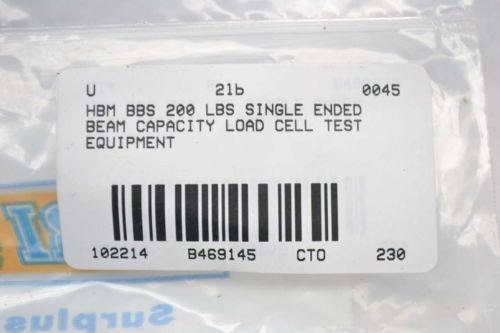 U 21b 0045
HBM BBS 200 LBS SINGLE ENDED
BEAM CAPACITY LOAD CELL TEST
EQUIPMENT
102214 B469145 CTO 230
Surplus